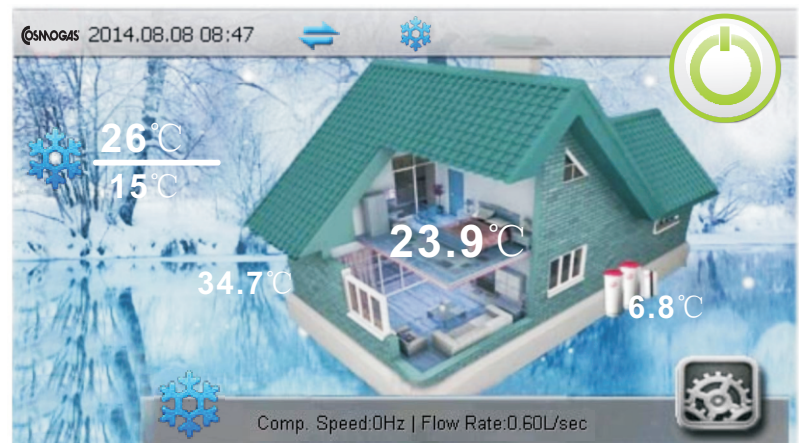 COSMOGAS 2014.08.08 08:47
26℃
15℃
23.9℃
34.7℃
6.8℃
Comp. Speed:0Hz | Flow Rate:0.60L/sec